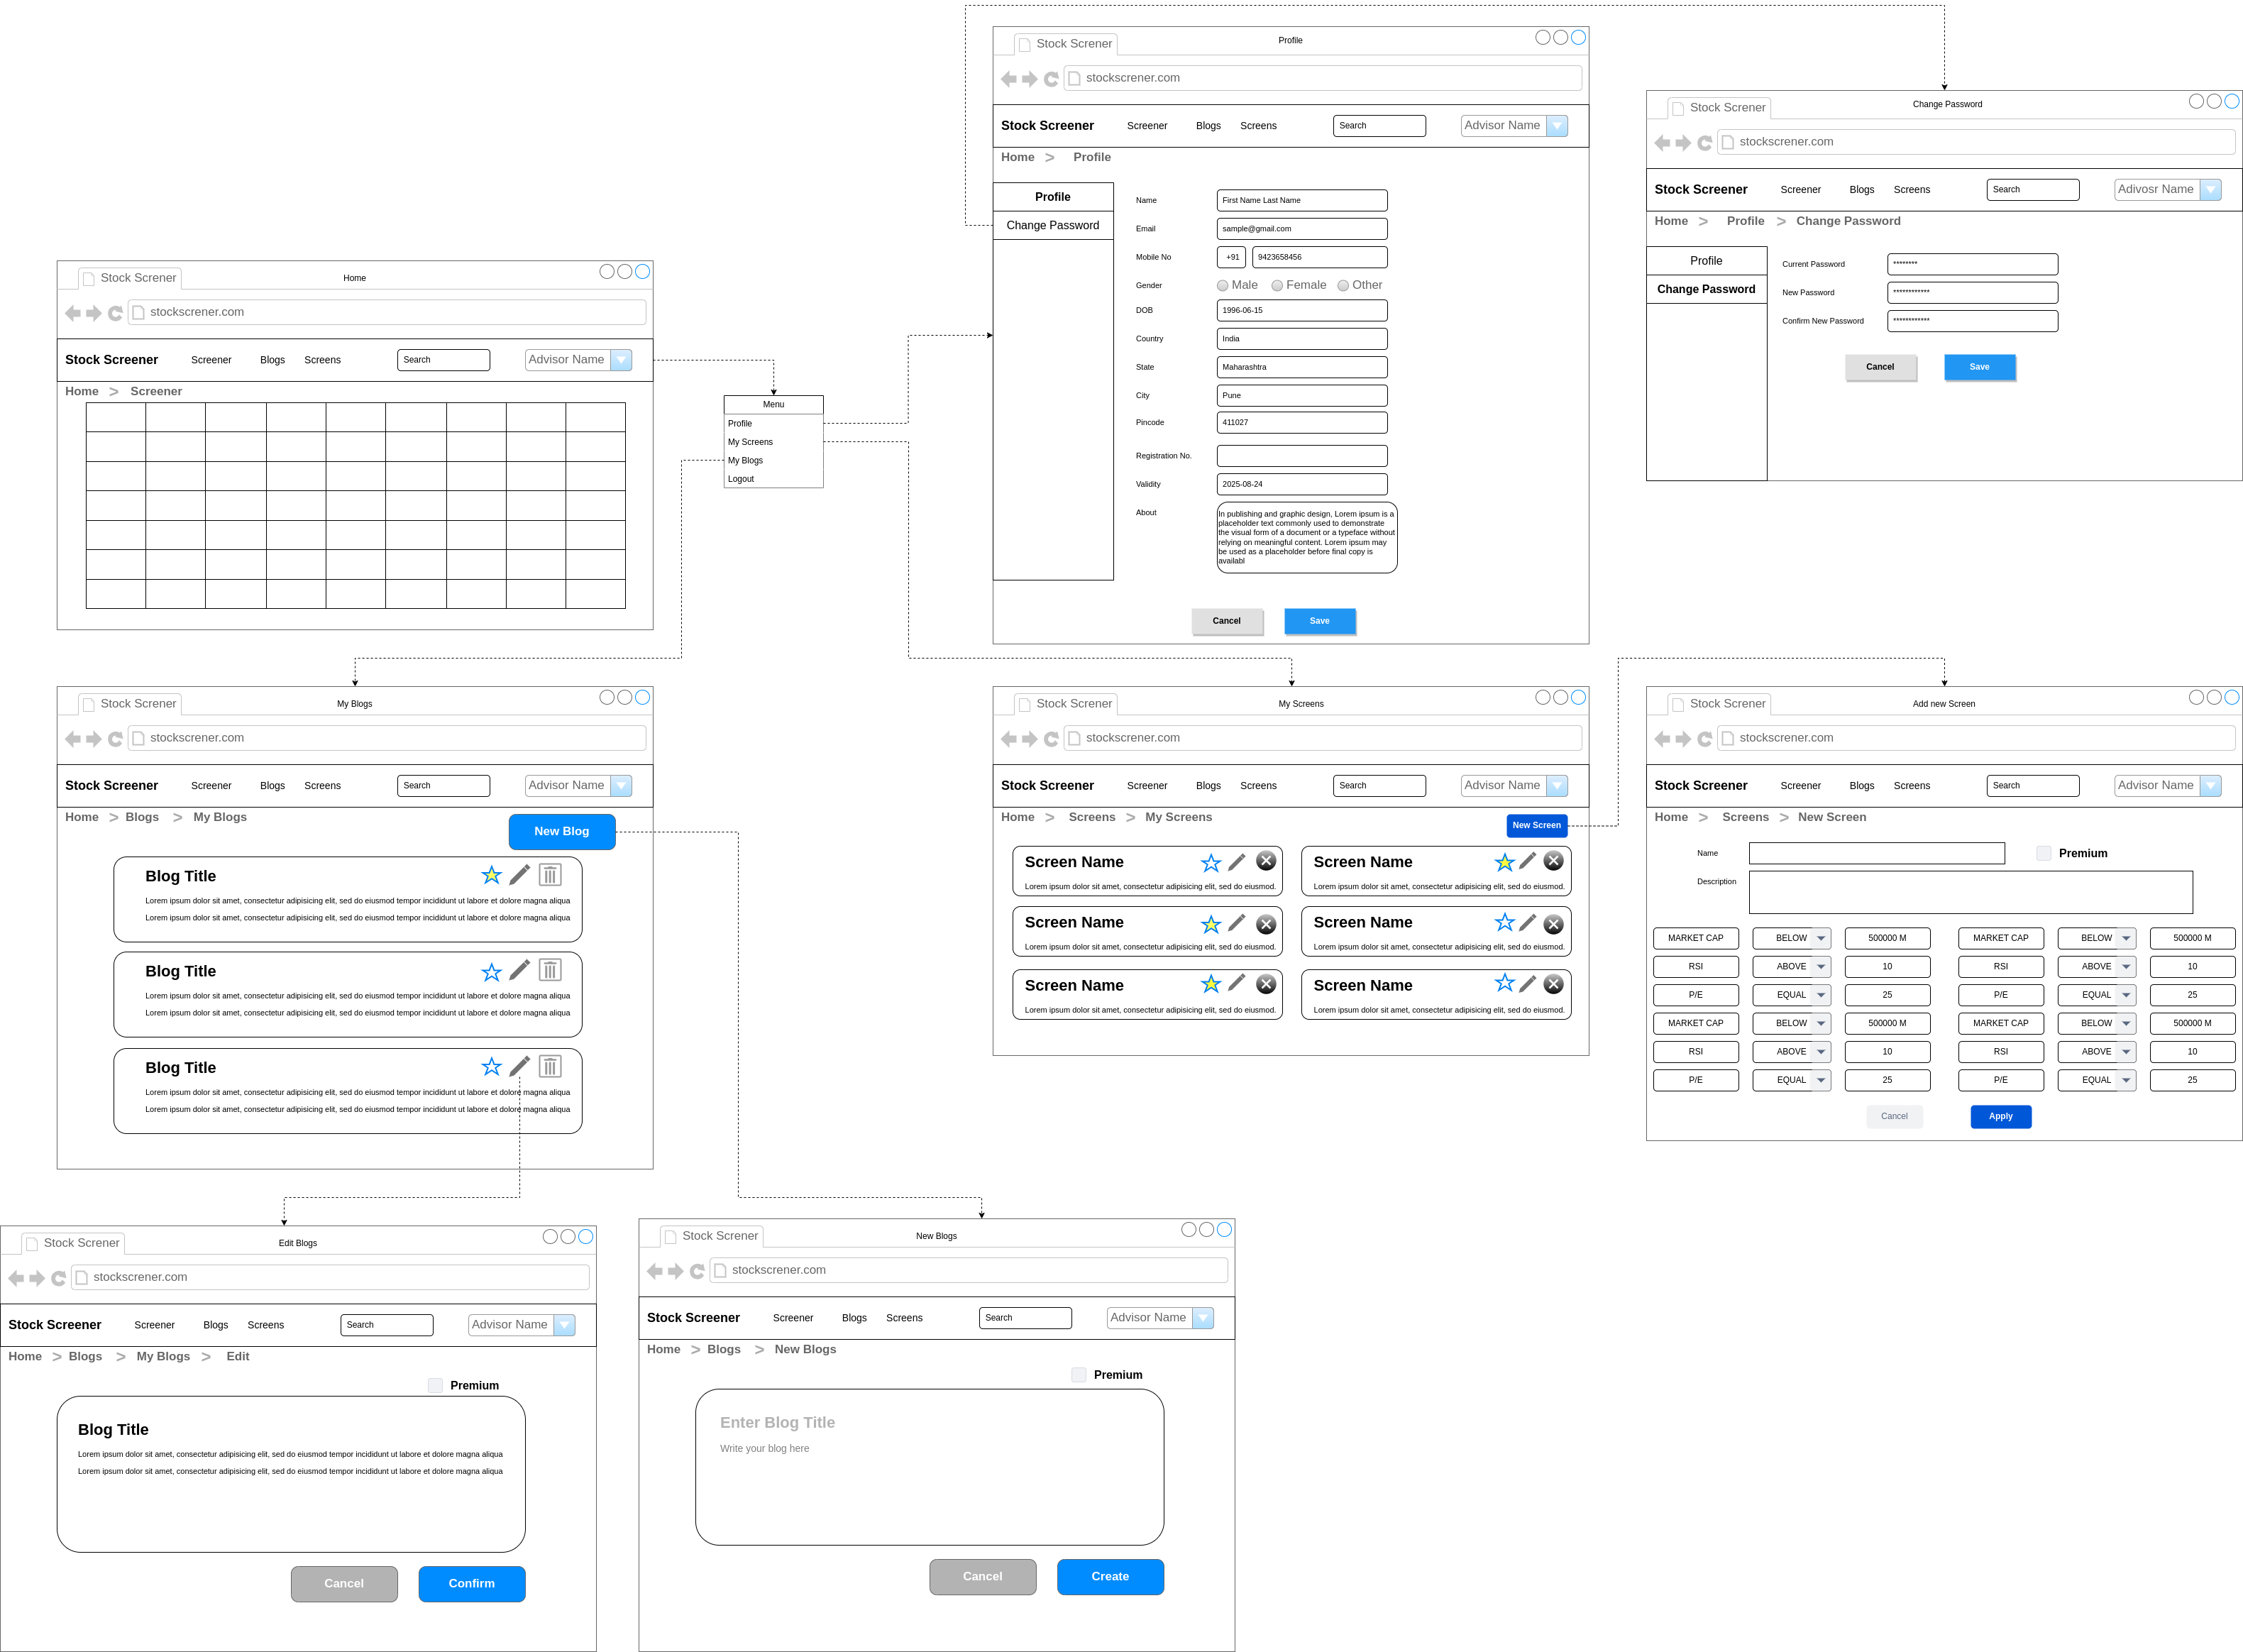 Stock Screner
Home
stockscrener.com
Stock Screener
Screener
Blogs
Screens
Search
Advisor Name
Home > Screener
Menu
Profile
My Screens
My Blogs
Logout
Stock Screner
Profile
stockscrener.com
Stock Screener
Screener
Blogs
Screens
Search
Advisor Name
Home > Profile
Profile
Change Password
Name
First Name Last Name
Email
sample@gmail.com
Mobile No
+91
9423658456
Gender
Male
Female
Other
DOB
1996-06-15
Country
India
State
Maharashtra
City
Pune
Pincode
411027
Registration No.
Validity
2025-08-24
About
In publishing and graphic design, Lorem ipsum is a
placeholder text commonly used to demonstrate
the visual form of a document or a typeface without
relying on meaningful content. Lorem ipsum may
be used as a placeholder before final copy is
availabl
Cancel
Save
Stock Screner
Change Password
stockscrener.com
Stock Screener
Screener
Blogs
Screens
Search
Adivosr Name
Home > Profile > Change Password
Profile
Change Password
Current Password
********
New Password
************
Confirm New Password
************
Cancel
Save
Stock Screner
My Blogs
stockscrener.com
Stock Screener
Screener
Blogs
Screens
Search
Advisor Name
Home > Blogs > My Blogs
New Blog
Blog Title
Lorem ipsum dolor sit amet, consectetur adipisicing elit, sed do eiusmod tempor incididunt ut labore et dolore magna aliqua
Lorem ipsum dolor sit amet, consectetur adipisicing elit, sed do eiusmod tempor incididunt ut labore et dolore magna aliqua
Blog Title
Lorem ipsum dolor sit amet, consectetur adipisicing elit, sed do eiusmod tempor incididunt ut labore et dolore magna aliqua
Lorem ipsum dolor sit amet, consectetur adipisicing elit, sed do eiusmod tempor incididunt ut labore et dolore magna aliqua
Blog Title
Lorem ipsum dolor sit amet, consectetur adipisicing elit, sed do eiusmod tempor incididunt ut labore et dolore magna aliqua
Lorem ipsum dolor sit amet, consectetur adipisicing elit, sed do eiusmod tempor incididunt ut labore et dolore magna aliqua
Stock Screner
My Screens
stockscrener.com
Stock Screener
Screener
Blogs
Screens
Search
Advisor Name
Home > Screens > My Screens
New Screen
Screen Name
Lorem ipsum dolor sit amet, consectetur adipisicing elit, sed do eiusmod.
Screen Name
Lorem ipsum dolor sit amet, consectetur adipisicing elit, sed do eiusmod.
Screen Name
Lorem ipsum dolor sit amet, consectetur adipisicing elit, sed do eiusmod.
Screen Name
Lorem ipsum dolor sit amet, consectetur adipisicing elit, sed do eiusmod.
Screen Name
Lorem ipsum dolor sit amet, consectetur adipisicing elit, sed do eiusmod.
Screen Name
Lorem ipsum dolor sit amet, consectetur adipisicing elit, sed do eiusmod.
Stock Screner
Add new Screen
stockscrener.com
Stock Screener
Screener
Blogs
Screens
Search
Advisor Name
Home > Screens > New Screen
Name
Premium
Description
MARKET CAP BELOW 500000 M MARKET CAP BELOW 500000 M
RSI ABOVE 10 RSI ABOVE 10
P/E EQUAL 25 P/E EQUAL 25
MARKET CAP BELOW 500000 M MARKET CAP BELOW 500000 M
RSI ABOVE 10 RSI ABOVE 10
P/E EQUAL 25 P/E EQUAL 25
Cancel
Apply
Stock Screner
Edit Blogs
stockscrener.com
Stock Screener
Screener
Blogs
Screens
Search
Advisor Name
Home > Blogs > My Blogs > Edit
Premium
Blog Title
Lorem ipsum dolor sit amet, consectetur adipisicing elit, sed do eiusmod tempor incididunt ut labore et dolore magna aliqua
Lorem ipsum dolor sit amet, consectetur adipisicing elit, sed do eiusmod tempor incididunt ut labore et dolore magna aliqua
Cancel
Confirm
Stock Screner
New Blogs
stockscrener.com
Stock Screener
Screener
Blogs
Screens
Search
Advisor Name
Home > Blogs > New Blogs
Premium
Enter Blog Title
Write your blog here
Cancel
Create